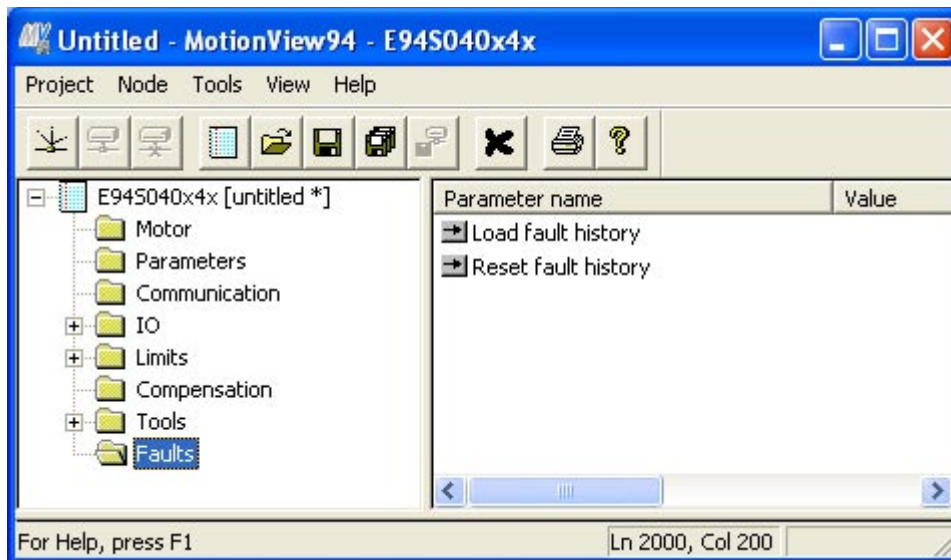 Untitled - MotionView94 - E94S040x4x
Project Node Tools View Help
E94S040x4x [untitled *]
Motor
Parameters
Communication
IO
Limits
Compensation
Tools
Faults
Parameter name Value
Load fault history
Reset fault history
For Help, press F1 Ln 2000, Col 200